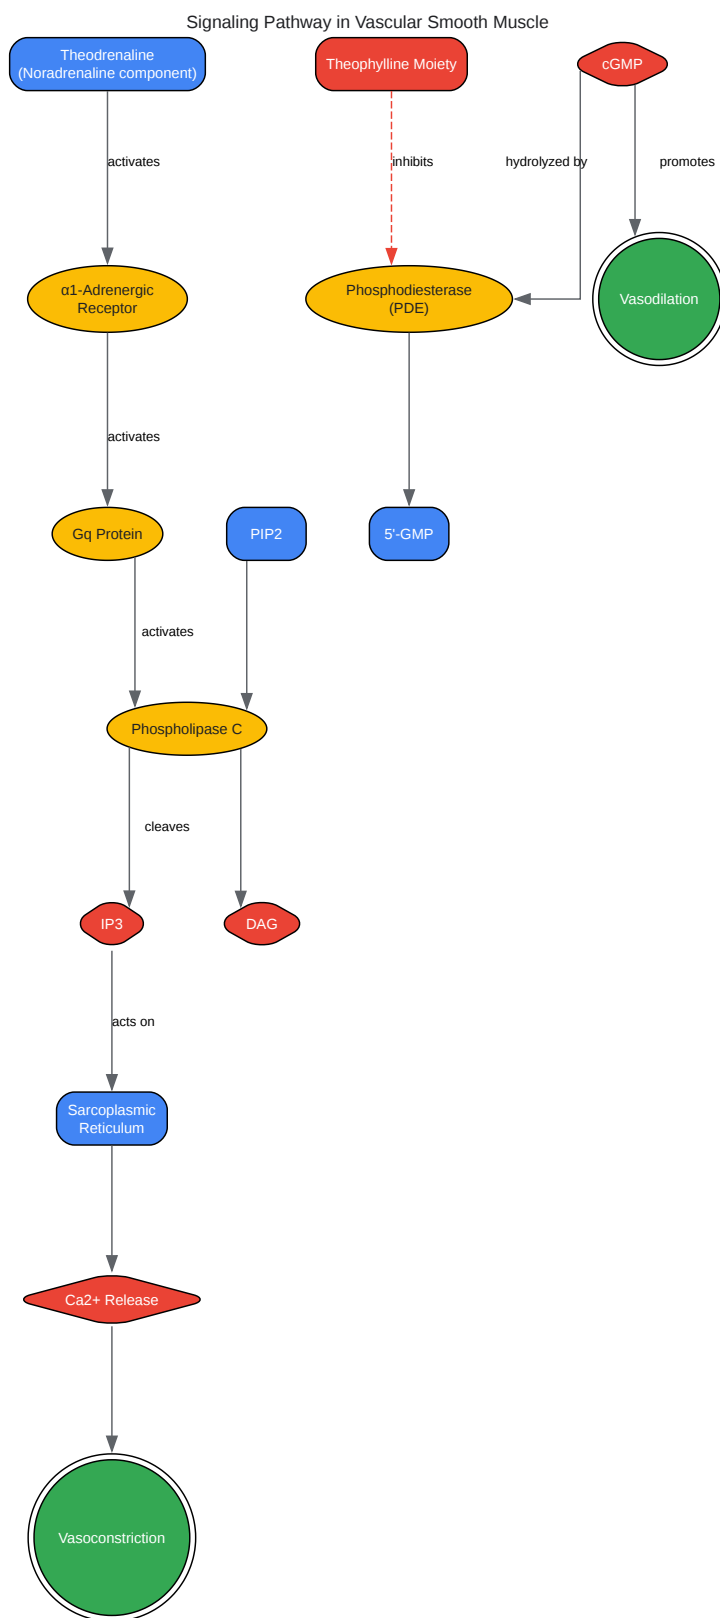 Signaling Pathway in Vascular Smooth Muscle
Theodrenaline
(Noradrenaline component)
Theophylline Moiety
cGMP
activates
inhibits
hydrolyzed by
promotes
α1-Adrenergic
Receptor
Phosphodiesterase
(PDE)
Vasodilation
activates
Gq Protein
PIP2
5'-GMP
activates
Phospholipase C
cleaves
IP3
DAG
acts on
Sarcoplasmic
Reticulum
Ca2+ Release
Vasoconstriction